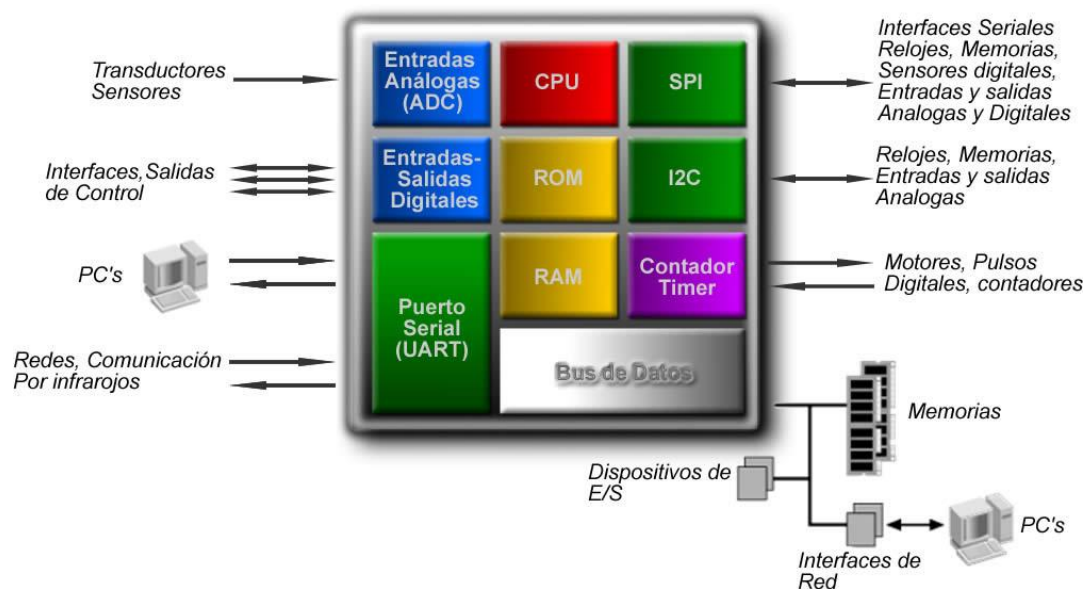 Transductores
Sensores
Interfaces,Salidas
de Control
PC's
Redes, Comunicación
Por infrarojos
Entradas
Análogas
(ADC)
CPU
SPI
Entradas-
Salidas
Digitales
ROM
I2C
Puerto
Serial
(UART)
RAM
Contador
Timer
Bus de Datos
Interfaces Seriales
Relojes, Memorias,
Sensores digitales,
Entradas y salidas
Analogas y Digitales
Relojes, Memorias,
Entradas y salidas
Analogas
Motores, Pulsos
Digitales, contadores
Memorias
Dispositivos de
E/S
PC's
Interfaces de
Red